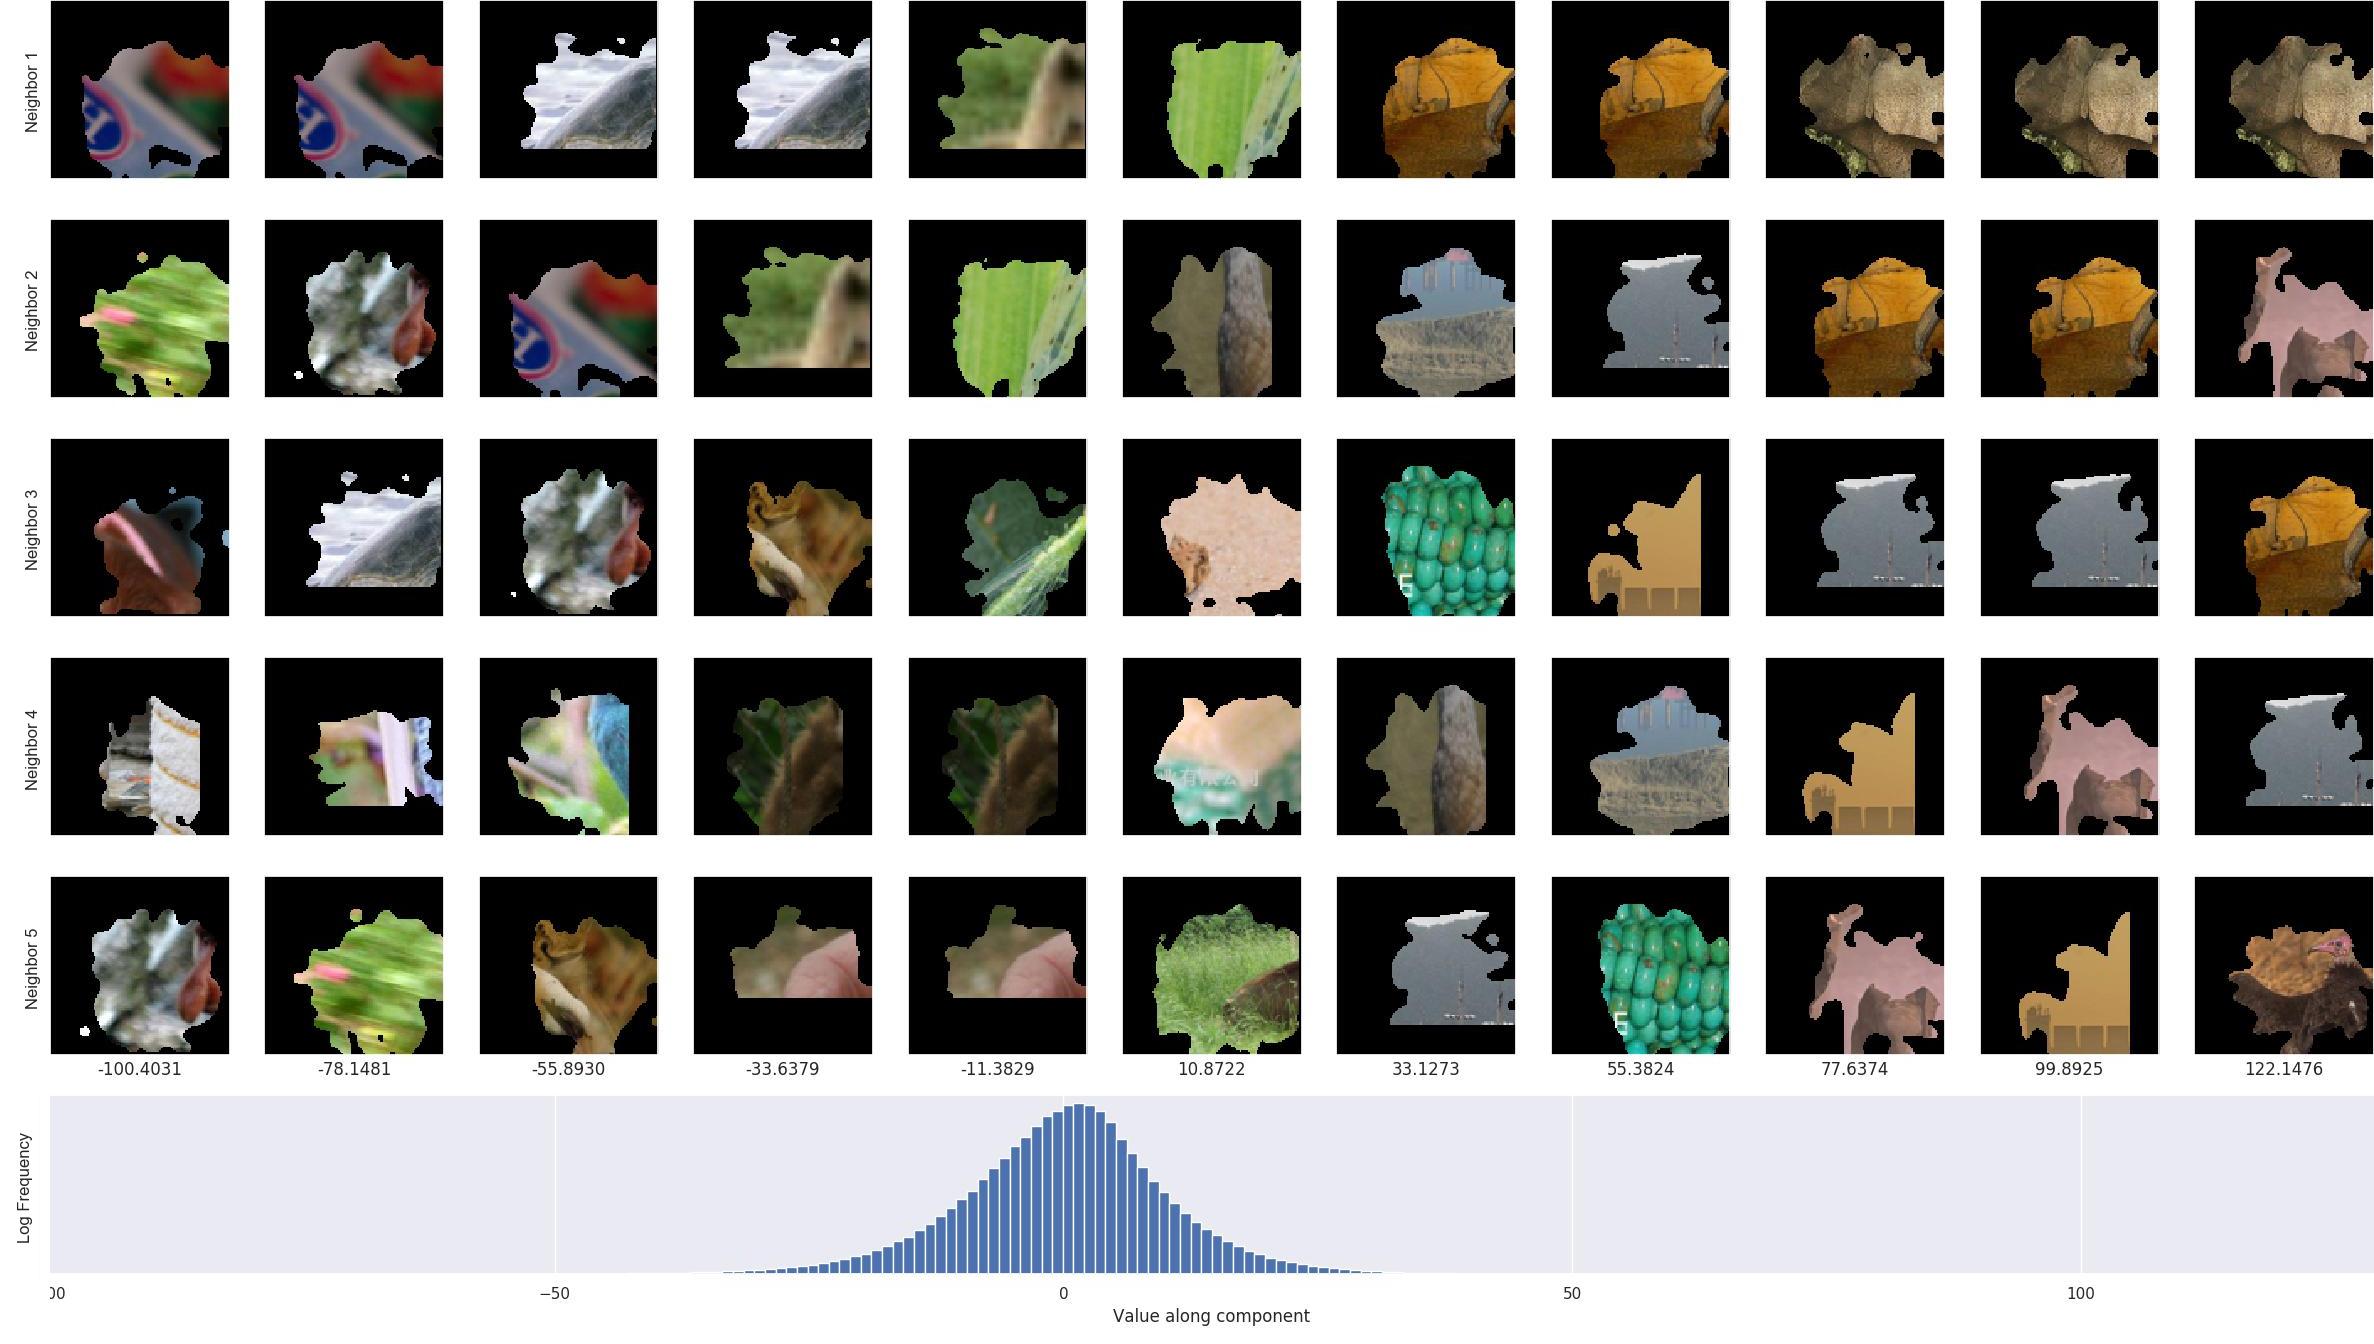 Neighbor 1
Neighbor 2
Neighbor 3
Neighbor 4
Neighbor 5
-100.4031
-78.1481
-55.8930
-33.6379
-11.3829
10.8722
33.1273
55.3824
77.6374
99.8925
122.1476
Log Frequency
00
−50
0
50
100
Value along component